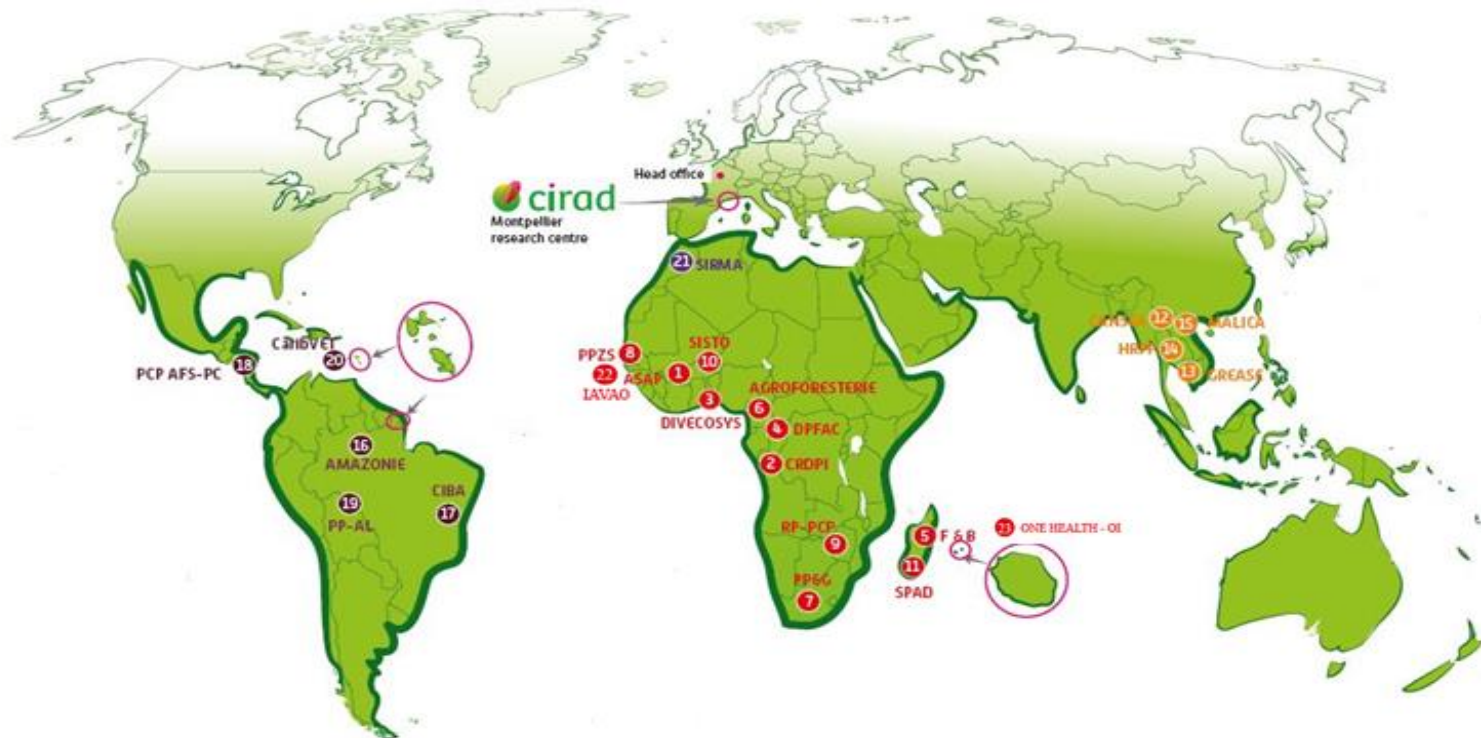 Head office
cirad
Montpellier
research centre
21 SIRMA
12
15 MALICA
14
13 GREASE
CaribVET
20
PCP AFS-PC 18
PPZS 8
22 ASAP 1
IAVAO
SISTO
10
AGROFORESTERIE
6
3
DIVECOSYS
4 DPFAC
2 CRDPI
16
AMAZONIE
19
PP-AL
CIBA
17
RP-PCP
9
5 F & B
23 ONE HEALTH - OI
11
SPAD
PP&G
7